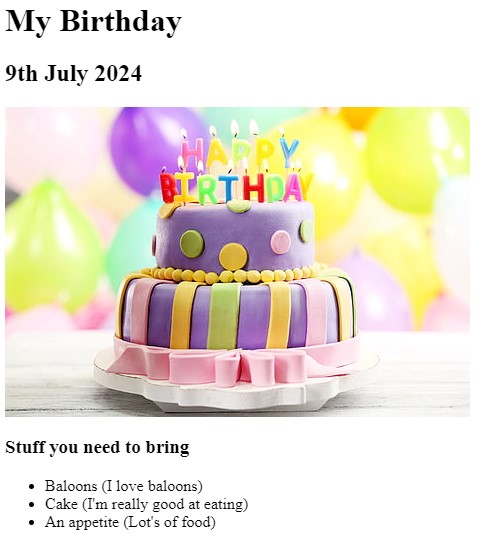 My Birthday
9th July 2024
HAPPY
BIRTHDAY
Stuff you need to bring
Baloons (I love baloons)
Cake (I'm really good at eating)
An appetite (Lot's of food)